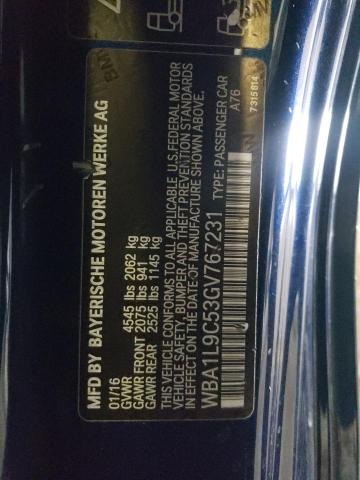 MFD BY BAYERISCHE MOTOREN WERKE AG
01/16
GVWR 4545 lbs 2062 kg
GAWR FRONT 2075 lbs 941 kg
GAWR REAR 2525 lbs 1145 kg
THIS VEHICLE CONFORMS TO ALL APPLICABLE U.S. FEDERAL MOTOR
VEHICLE SAFETY, BUMPER, AND THEFT PREVENTION STANDARDS
IN EFFECT ON THE DATE OF MANUFACTURE SHOWN ABOVE.
WBA1L9C53GV767231 TYPE: PASSENGER CAR
A76
7315814